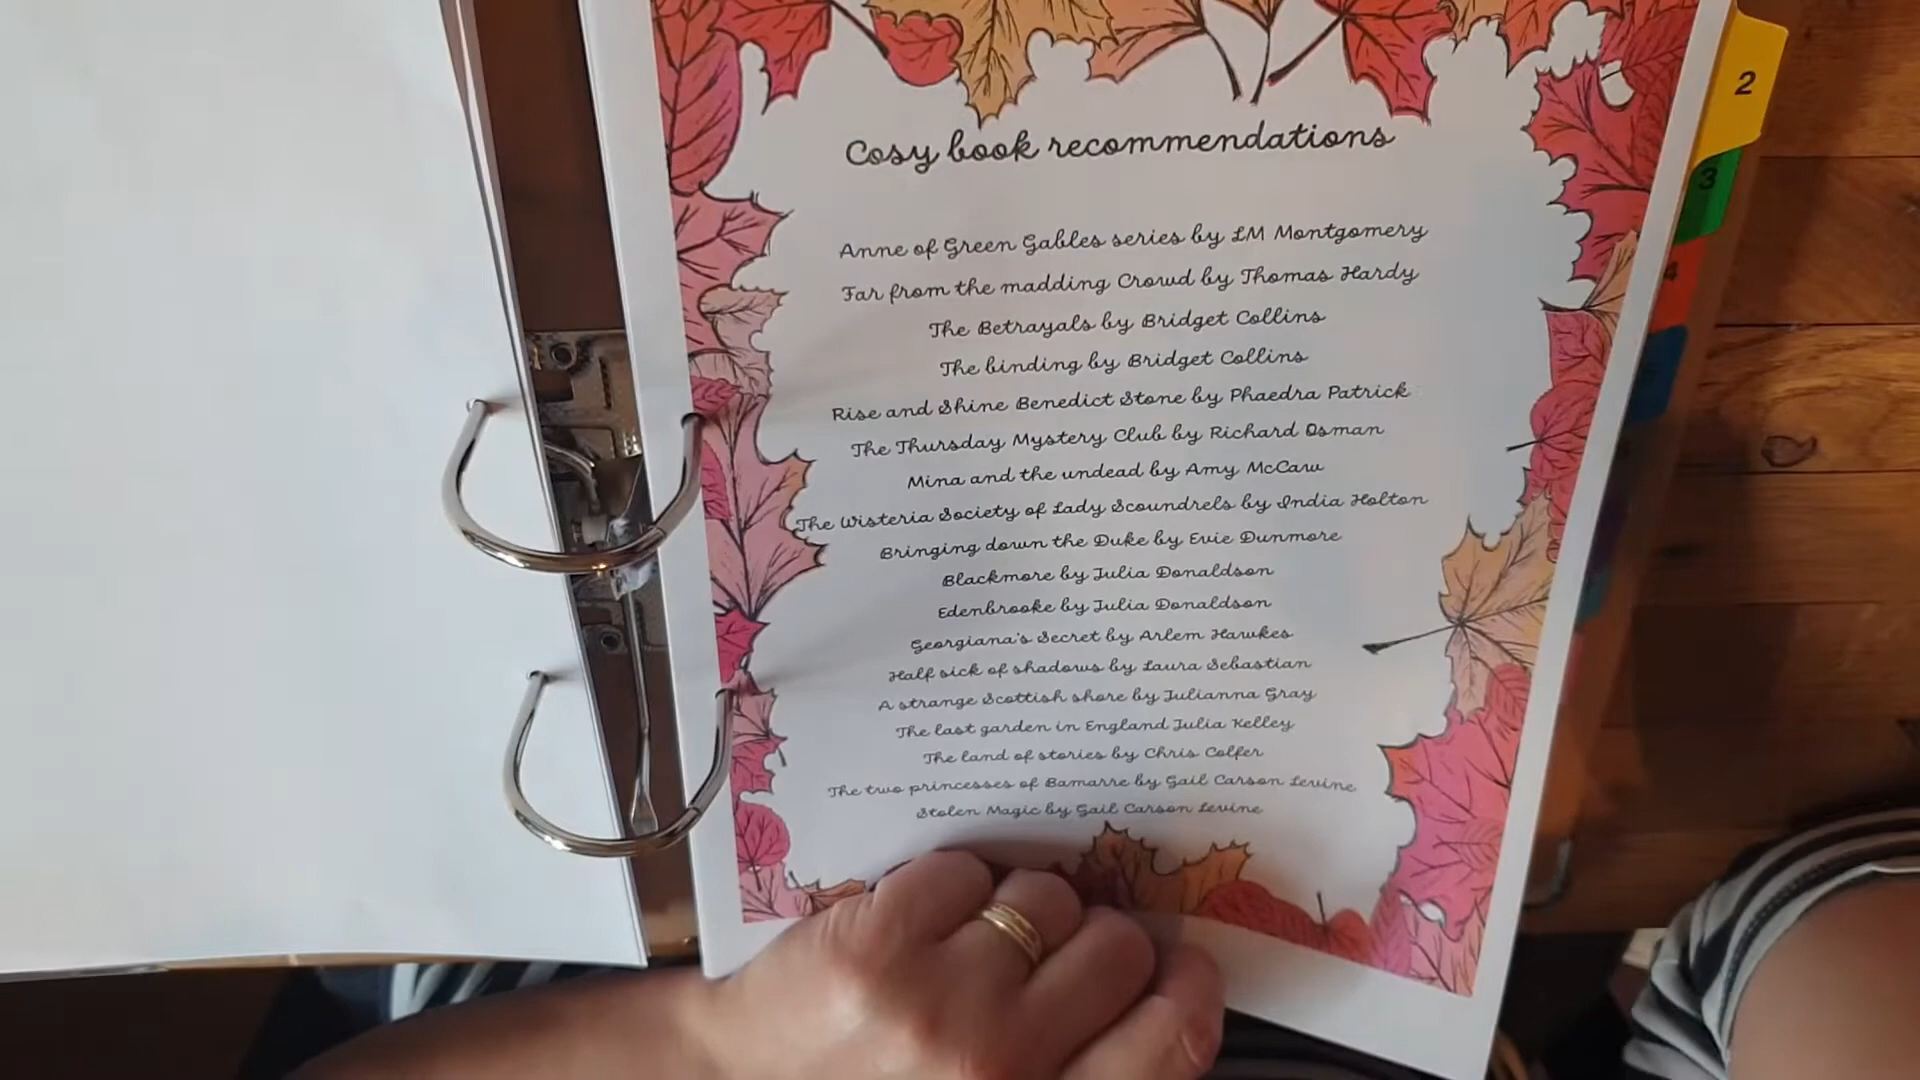 Cosy book recommendations
Anne of Green Gables series by LM Montgomery
Far from the madding Crowd by Thomas Hardy
The Betrayals by Bridget Collins
The binding by Bridget Collins
Rise and Shine Benedict Stone by Phaedra Patrick
The Thursday Mystery Club by Richard Osman
Mina and the undead by Amy McCaw
The Wisteria Society of Lady Scoundrels by India Holton
Bringing down the Duke by Evie Dunmore
Blackmore by Julia Donaldson
Edenbrooke by Julia Donaldson
Georgiana's Secret by Arlem Hawkes
Half sick of shadows by Laura Sebastian
A strange Scottish shore by Julianna Gray
The last garden in England Julia Kelley
The land of stories by Chris Colfer
The two princesses of Bamarre by Gail Carson Levine
Stolen Magic by Gail Carson Levine
2
3
4